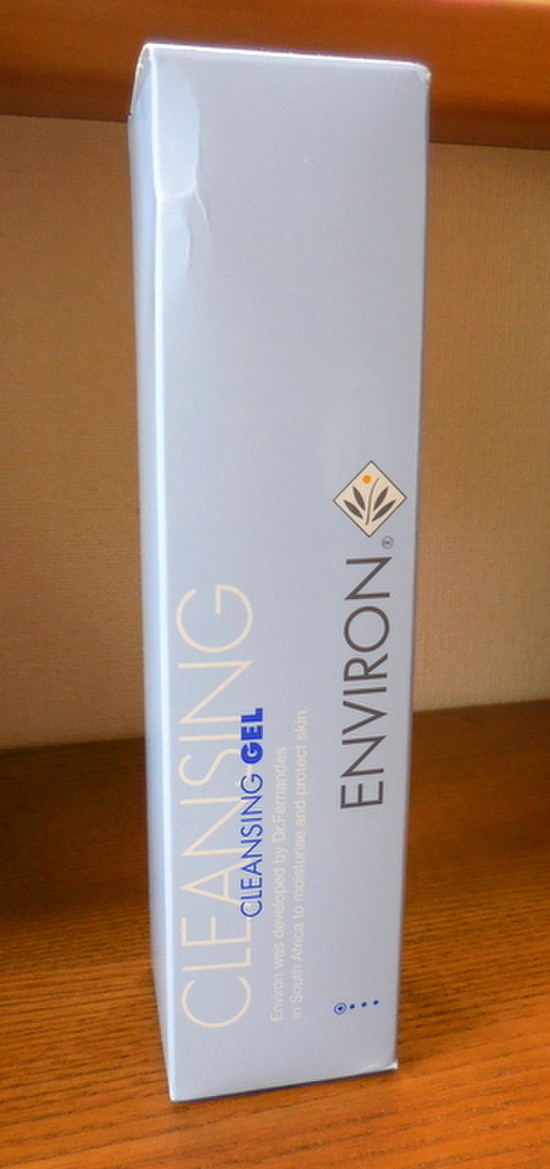 CLEANSING
CLEANSING GEL
Environ was developed by Dr.Fernandes
in South Africa to moisturise and protect skin.
ENVIRON®